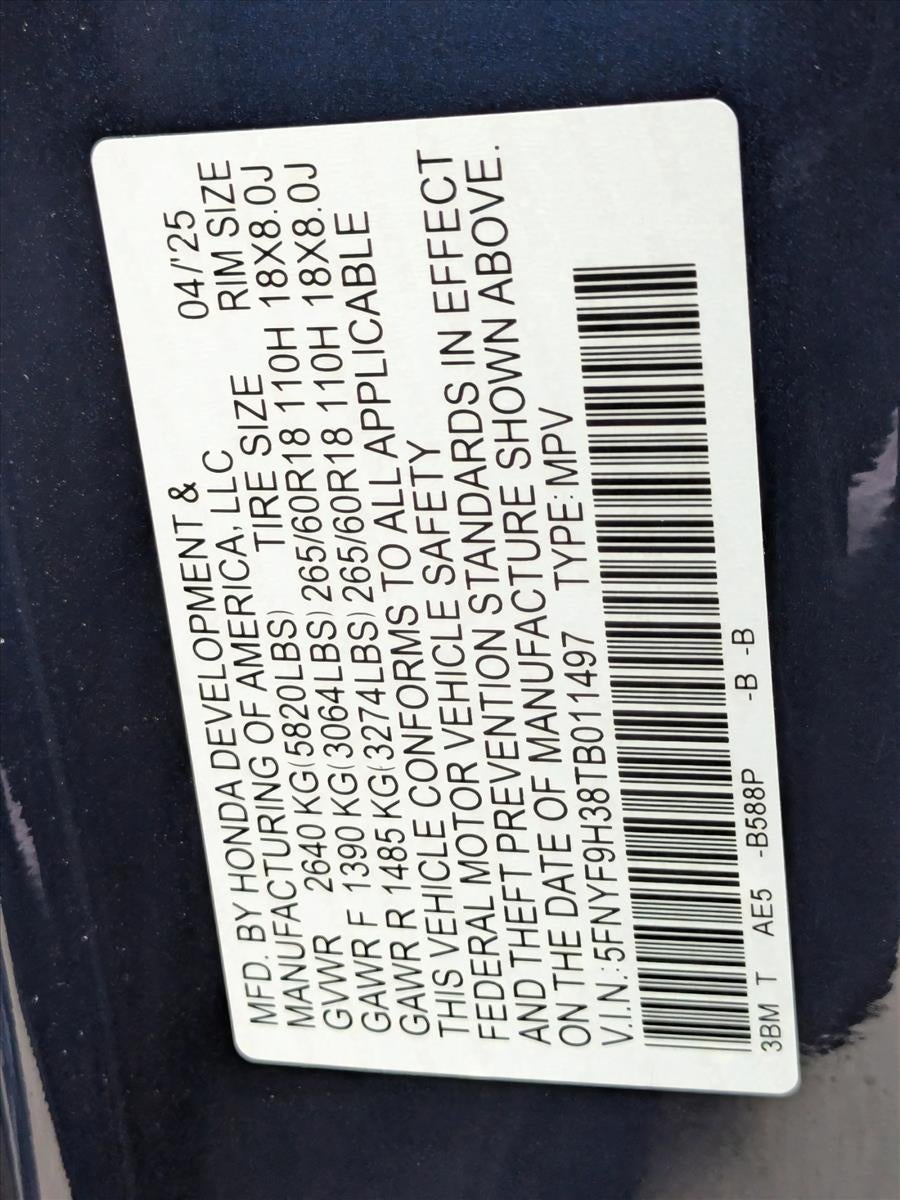 MFD. BY HONDA DEVELOPMENT & 04/'25
MANUFACTURING OF AMERICA, LLC RIM SIZE
GVWR 2640 KG(5820LBS) TIRE SIZE
GAWR F 1390 KG(3064LBS) 265/60R18 110H 18X8.0J
GAWR R 1485 KG(3274LBS) 265/60R18 110H 18X8.0J
THIS VEHICLE CONFORMS TO ALL APPLICABLE
FEDERAL MOTOR VEHICLE SAFETY
AND THEFT PREVENTION STANDARDS IN EFFECT
ON THE DATE OF MANUFACTURE SHOWN ABOVE.
V.I.N.:5FNYF9H38TB011497 TYPE:MPV
3BM T AE5 -B588P -B -B